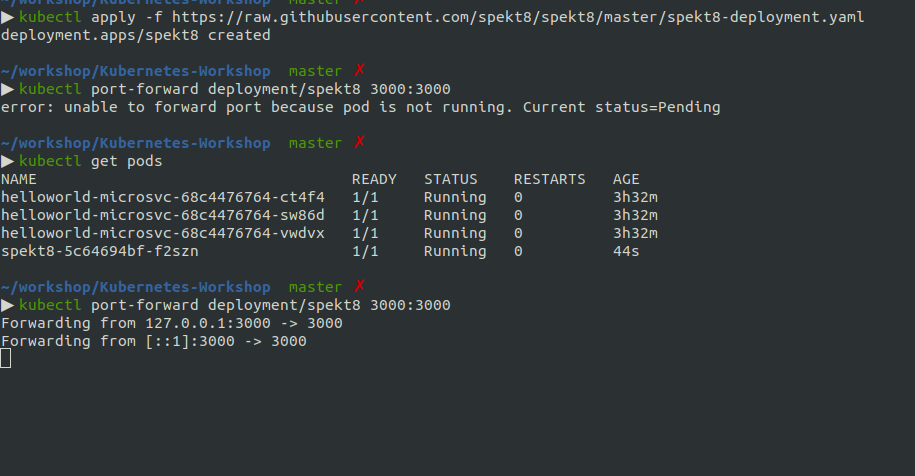 ▶ kubectl apply -f https://raw.githubusercontent.com/spekt8/spekt8/master/spekt8-deployment.yaml
deployment.apps/spekt8 created
~/workshop/Kubernetes-Workshop  master ✗
▶ kubectl port-forward deployment/spekt8 3000:3000
error: unable to forward port because pod is not running. Current status=Pending
~/workshop/Kubernetes-Workshop  master ✗
▶ kubectl get pods
NAME                                   READY   STATUS    RESTARTS   AGE
helloworld-microsvc-68c4476764-ct4f4   1/1     Running   0          3h32m
helloworld-microsvc-68c4476764-sw86d   1/1     Running   0          3h32m
helloworld-microsvc-68c4476764-vwdvx   1/1     Running   0          3h32m
spekt8-5c64694bf-f2szn                 1/1     Running   0          44s
~/workshop/Kubernetes-Workshop  master ✗
▶ kubectl port-forward deployment/spekt8 3000:3000
Forwarding from 127.0.0.1:3000 -> 3000
Forwarding from [::1]:3000 -> 3000